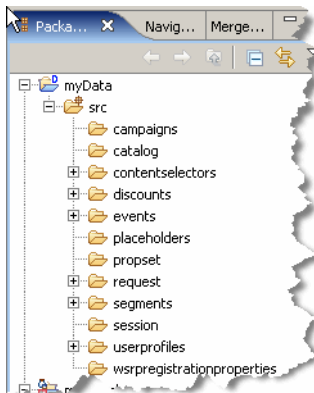 Packa... Navig... Merge...
myData
src
campaigns
catalog
contentselectors
discounts
events
placeholders
propset
request
segments
session
userprofiles
wsrpregistrationproperties